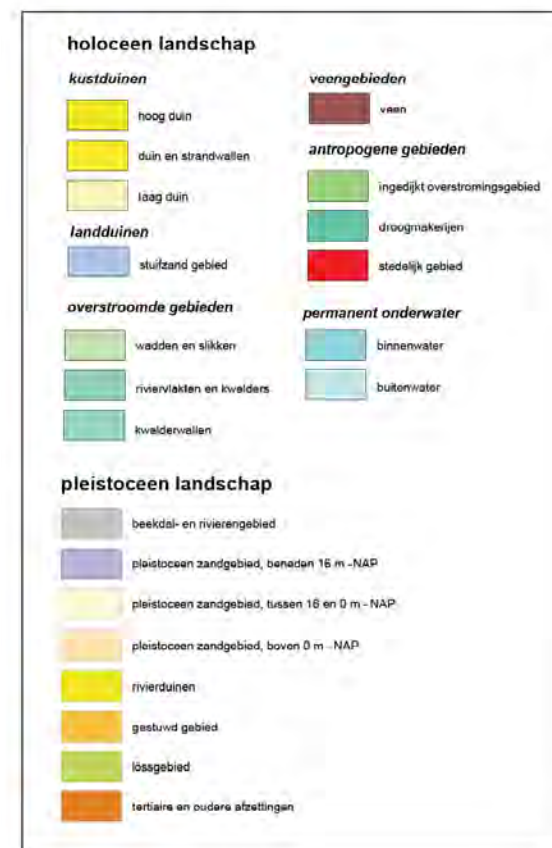 holoceen landschap
kustduinen
hoog duin
duin en strandwallen
laag duin
landduinen
stuifzand gebied
overstroomde gebieden
wadden en slikken
riviervlakten en kwelders
kwelderwallen
veengebieden
veen
antropogene gebieden
ingedijkt overstromingsgebied
droogmakerijen
stedelijk gebied
permanent onderwater
binnenwater
buitenwater
pleistoceen landschap
beekdal- en rivierengebied
pleistoceen zandgebied, beneden 16 m -NAP
pleistoceen zandgebied, tussen 16 en 0 m - NAP
pleistoceen zandgebied, boven 0 m - NAP
rivierduinen
gestuwd gebied
lössgebied
tertiaire en oudere afzettingen